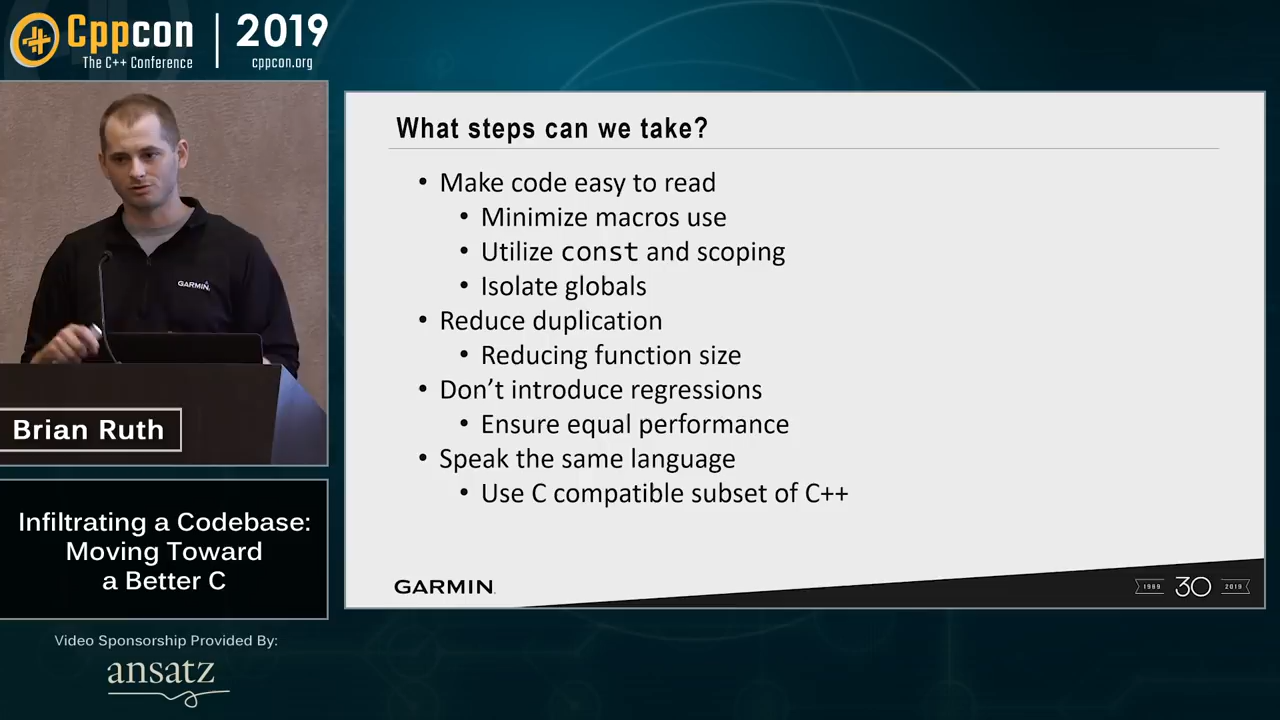 Cppcon | 2019
The C++ Conference
cppcon.org
GARMIN
Brian Ruth
Infiltrating a Codebase:
Moving Toward
a Better C
Video Sponsorship Provided By:
ansatz
What steps can we take?
• Make code easy to read
• Minimize macros use
• Utilize const and scoping
• Isolate globals
• Reduce duplication
• Reducing function size
• Don’t introduce regressions
• Ensure equal performance
• Speak the same language
• Use C compatible subset of C++
GARMIN
1989 30 2019